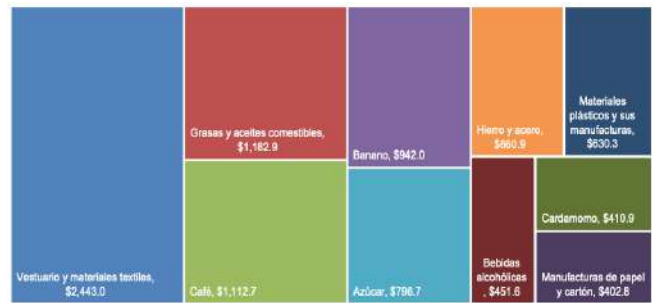 Vestuario y materiales textiles,
$2,443.0
Grasas y aceites comestibles,
$1,182.9
Café, $1,112.7
Banano, $942.0
Azúcar, $796.7
Hierro y acero,
$660.9
Materiales
plásticos y sus
manufacturas,
$630.3
Bebidas
alcohólicas
, $451.6
Cardamomo, $410.9
Manufacturas de papel
y cartón, $402.8